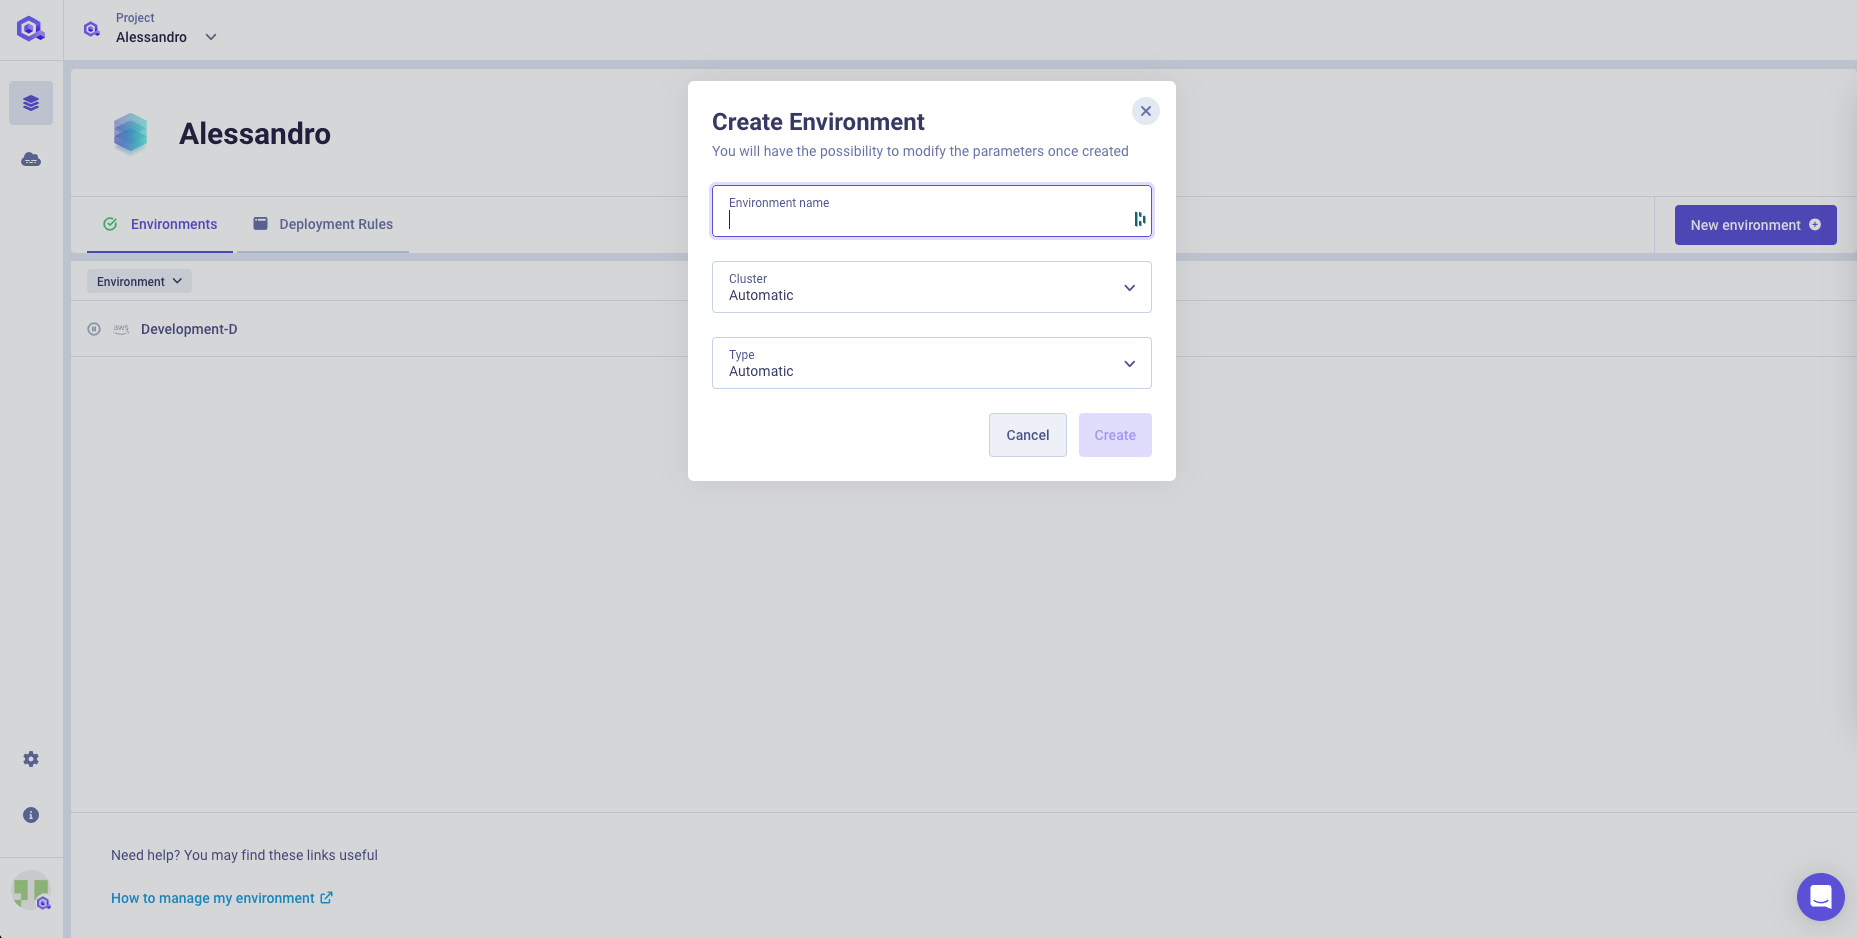 Project
Alessandro
Alessandro
Environments
Deployment Rules
New environment
Environment
aws
Development-D
Create Environment
You will have the possibility to modify the parameters once created
Environment name
Cluster
Automatic
Type
Automatic
Cancel
Create
Need help? You may find these links useful
How to manage my environment